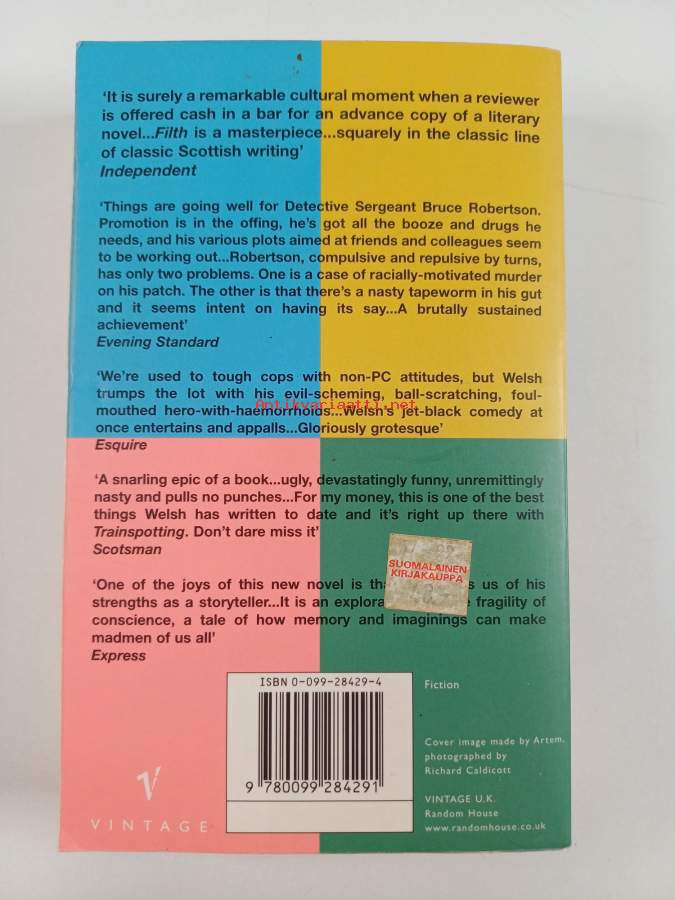 ‘It is surely a remarkable cultural moment when a reviewer
is offered cash in a bar for an advance copy of a literary
novel...Filth is a masterpiece...squarely in the classic line
of classic Scottish writing’
Independent
‘Things are going well for Detective Sergeant Bruce Robertson.
Promotion is in the offing, he’s got all the booze and drugs he
needs, and his various plots aimed at friends and colleagues seem
to be working out...Robertson, compulsive and repulsive by turns,
has only two problems. One is a case of racially-motivated murder
on his patch. The other is that there’s a nasty tapeworm in his gut
and it seems intent on having its say...A brutally sustained
achievement’
Evening Standard
‘We’re used to tough cops with non-PC attitudes, but Welsh
trumps the lot with his evil-scheming, ball-scratching, foul-
mouthed hero-with-haemorrhoids...Welsh’s jet-black comedy at
once entertains and appalls...Gloriously grotesque’
Esquire
Antikvariaatti.net
‘A snarling epic of a book...ugly, devastatingly funny, unremittingly
nasty and pulls no punches...For my money, this is one of the best
things Welsh has written to date and it’s right up there with
Trainspotting. Don’t dare miss it’
Scotsman
SUOMALAINEN
KIRJAKAUPPA
‘One of the joys of this new novel is us of his
strengths as a storyteller...It is an fragility of
conscience, a tale of how memory and imaginings can make
madmen of us all’
Express
ISBN 0-099-28429-4
9 780099 284291
Fiction
Cover image made by Artem.
photographed by
Richard Caldicott
VINTAGE U.K.
Random House
www.randomhouse.co.uk
V
VINTAGE